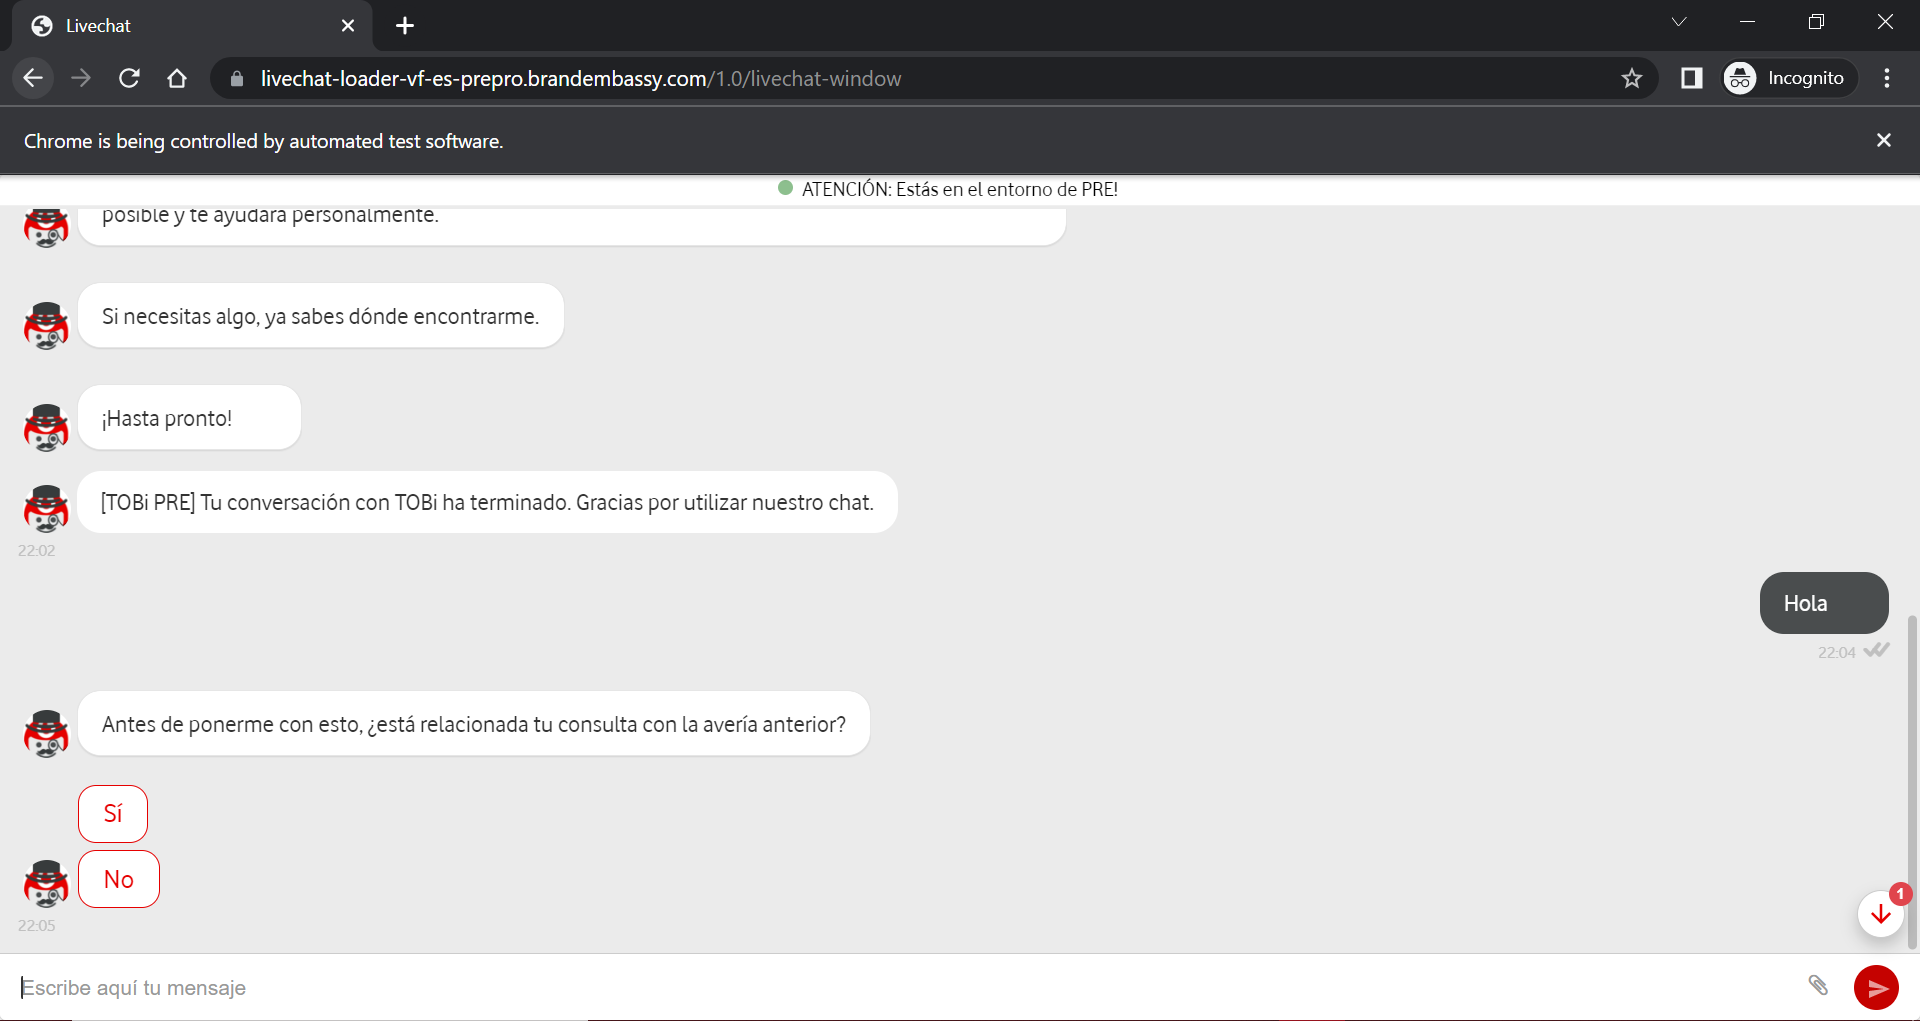 Livechat
livechat-loader-vf-es-prepro.brandembassy.com/1.0/livechat-window
Incognito
Chrome is being controlled by automated test software.
ATENCIÓN: Estás en el entorno de PRE!
posible y te ayudará personalmente.
Si necesitas algo, ya sabes dónde encontrarme.
¡Hasta pronto!
[TOBi PRE] Tu conversación con TOBi ha terminado. Gracias por utilizar nuestro chat.
22:02
Hola
22:04
Antes de ponerme con esto, ¿está relacionada tu consulta con la avería anterior?
Sí
No
22:05
1
Escribe aquí tu mensaje